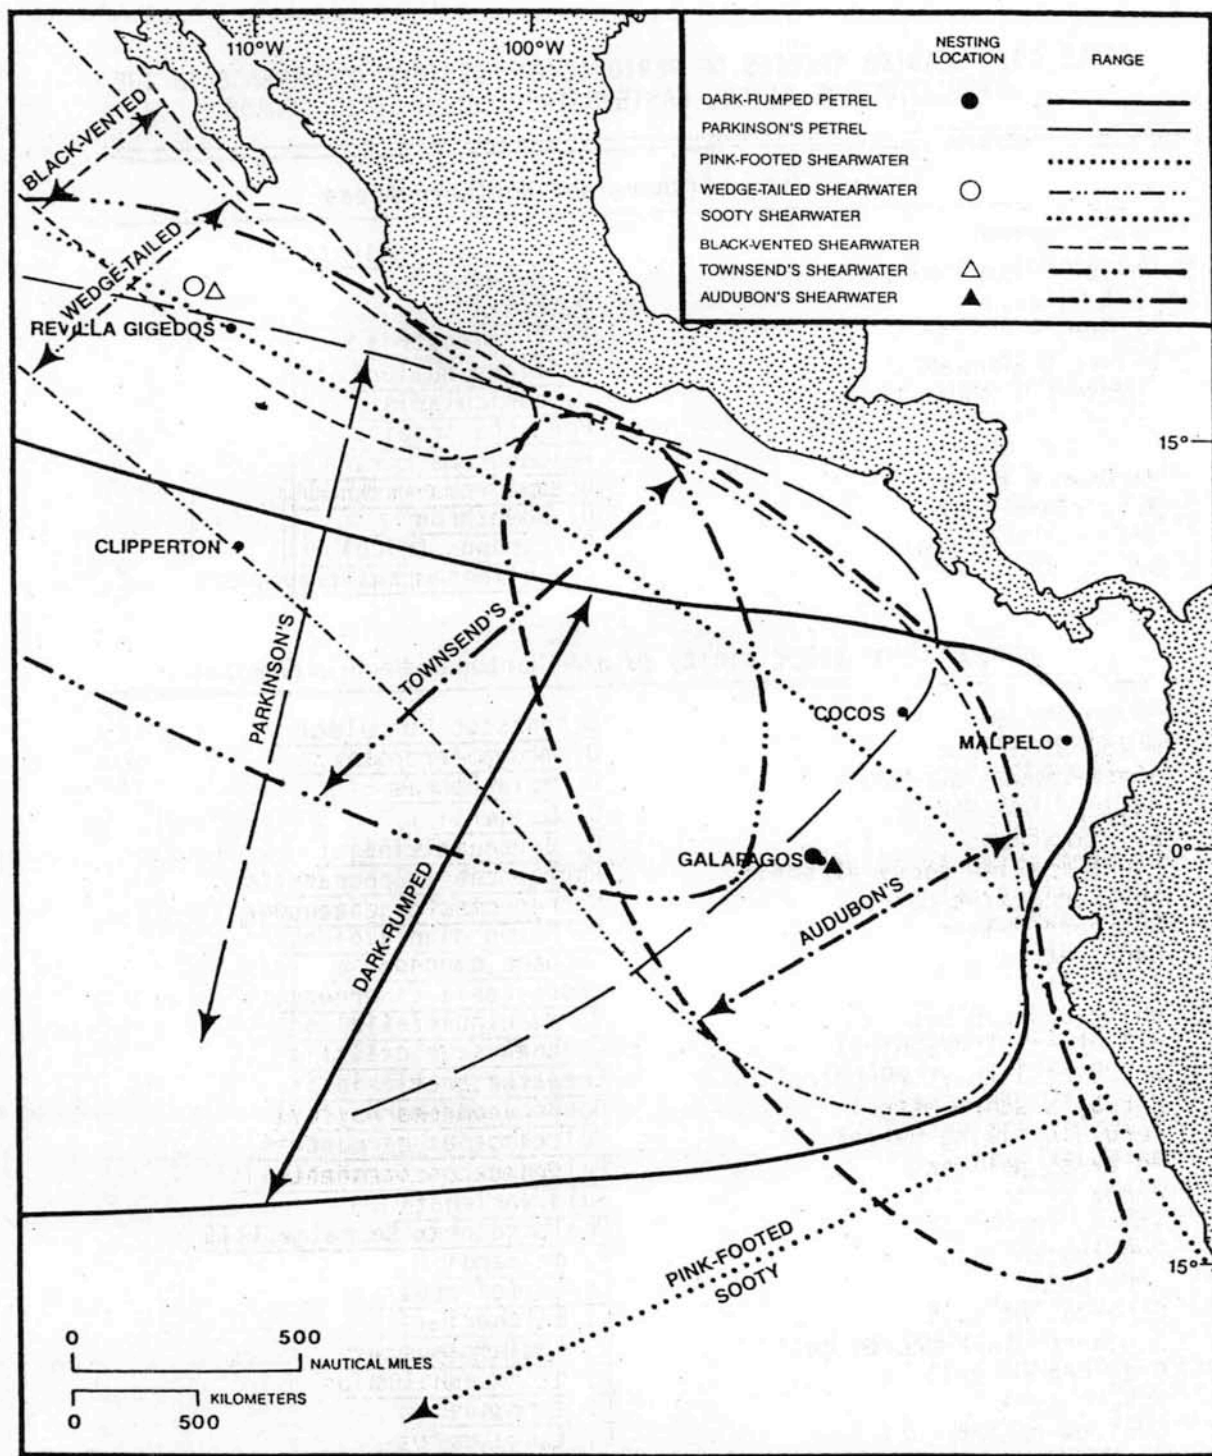 110°W
100°W
NESTING
LOCATION
RANGE
DARK-RUMPED PETREL
PARKINSON'S PETREL
PINK-FOOTED SHEARWATER
WEDGE-TAILED SHEARWATER
SOOTY SHEARWATER
BLACK-VENTED SHEARWATER
TOWNSEND'S SHEARWATER
AUDUBON'S SHEARWATER
BLACK-VENTED
WEDGE-TAILED
REVILLA GIGEDOS
15°
CLIPPERTON
PARKINSON'S
TOWNSEND'S
COCOS
MALPELO
GALAPAGOS
0°
AUDUBON'S
DARK-RUMPED
PINK-FOOTED
SOOTY
15°
0 500
NAUTICAL MILES
KILOMETERS
0 500